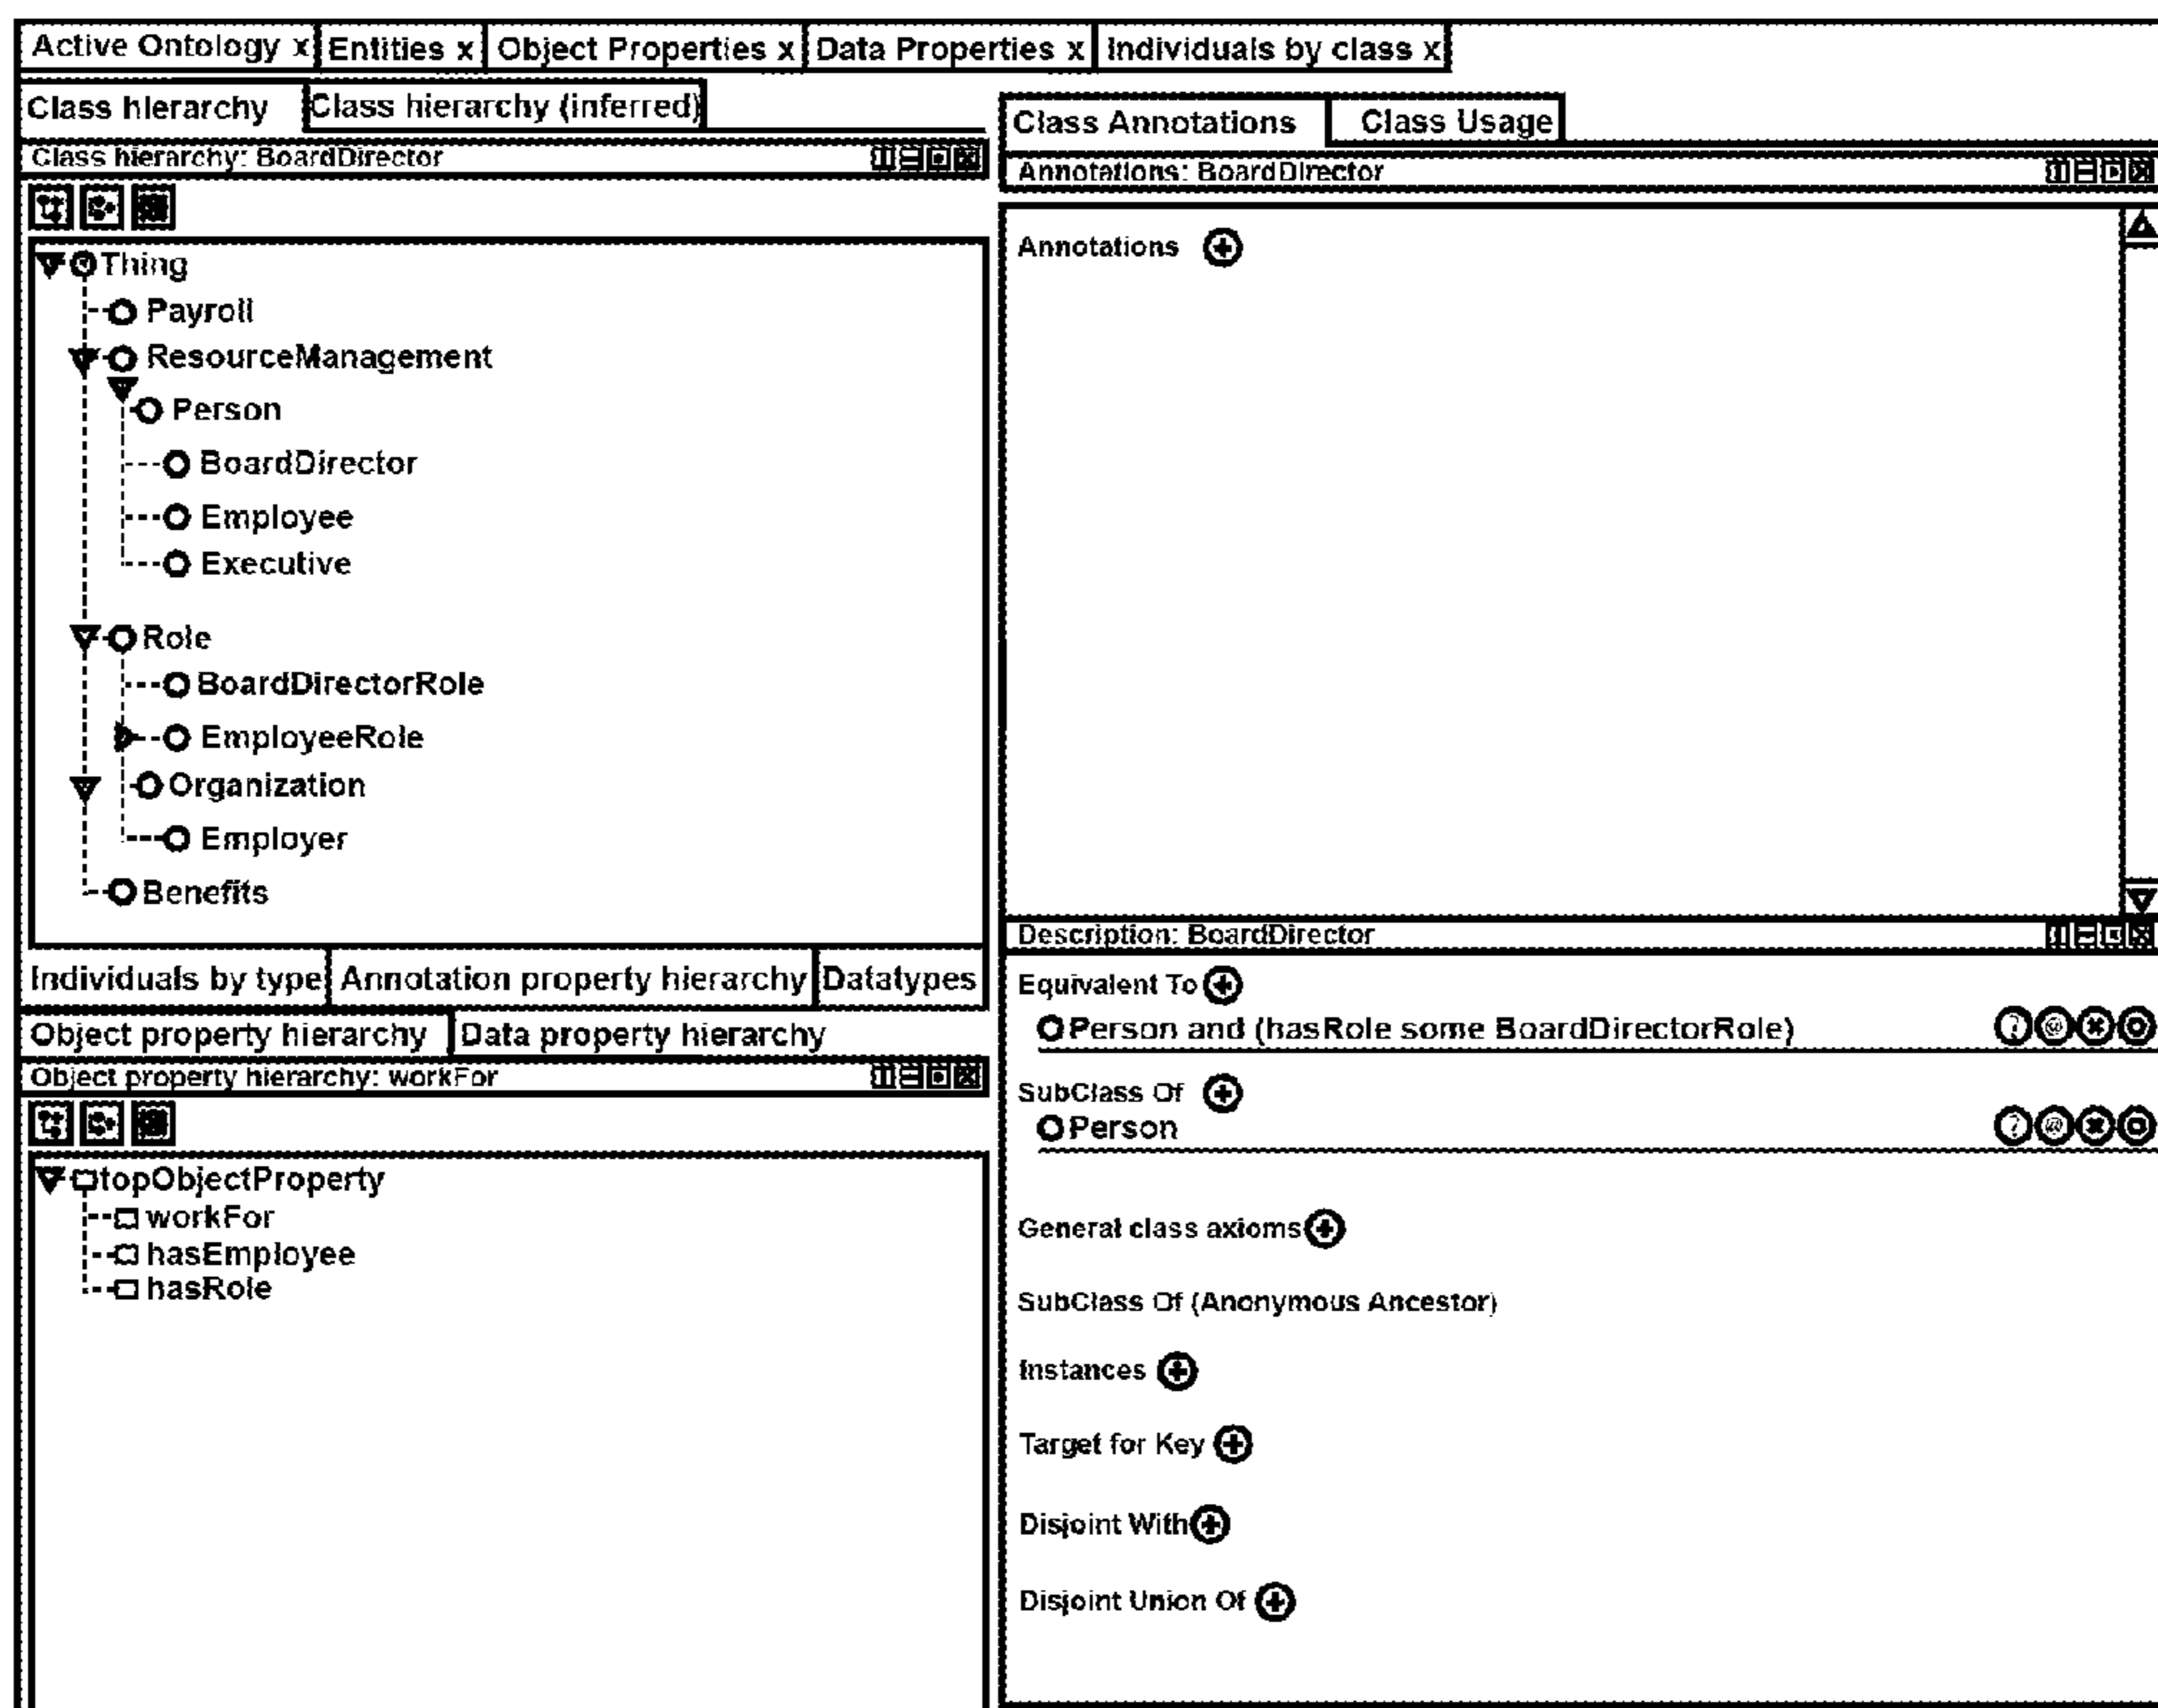 Active Ontology x Entities x Object Properties x Data Properties x Individuals by class x
Class hierarchy Class hierarchy (inferred)
Class hierarchy: BoardDirector
Thing
Payroll
ResourceManagement
Person
BoardDirector
Employee
Executive
Role
BoardDirectorRole
EmployeeRole
Organization
Employer
Benefits
Individuals by type Annotation property hierarchy Datatypes
Object property hierarchy Data property hierarchy
Object property hierarchy: workFor
topObjectProperty
workFor
hasEmployee
hasRole
Class Annotations Class Usage
Annotations: BoardDirector
Annotations
Description: BoardDirector
Equivalent To
Person and (hasRole some BoardDirectorRole)
SubClass Of
Person
General class axioms
SubClass Of (Anonymous Ancestor)
Instances
Target for Key
Disjoint With
Disjoint Union Of